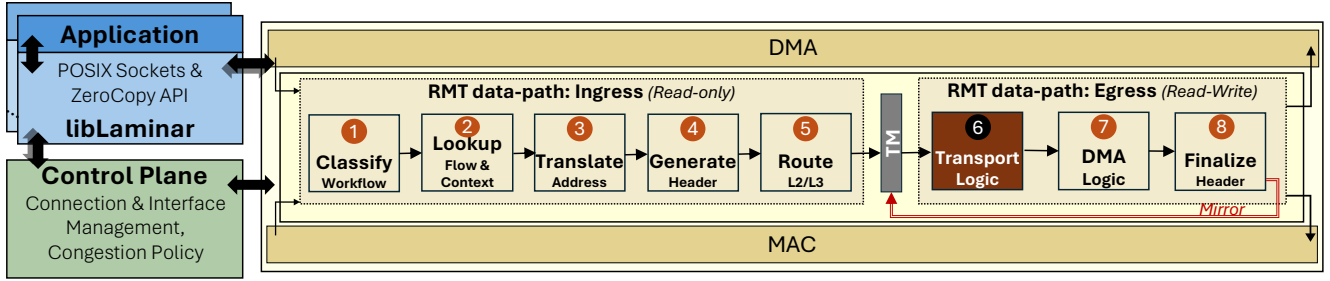 Application
POSIX Sockets &
ZeroCopy API
libLaminar
Control Plane
Connection & Interface
Management,
Congestion Policy
DMA
RMT data-path: Ingress (Read-only)
1
Classify
Workflow
2
Lookup
Flow &
Context
3
Translate
Address
4
Generate
Header
5
Route
L2/L3
TM
RMT data-path: Egress (Read-Write)
6
Transport
Logic
7
DMA
Logic
8
Finalize
Header
Mirror
MAC